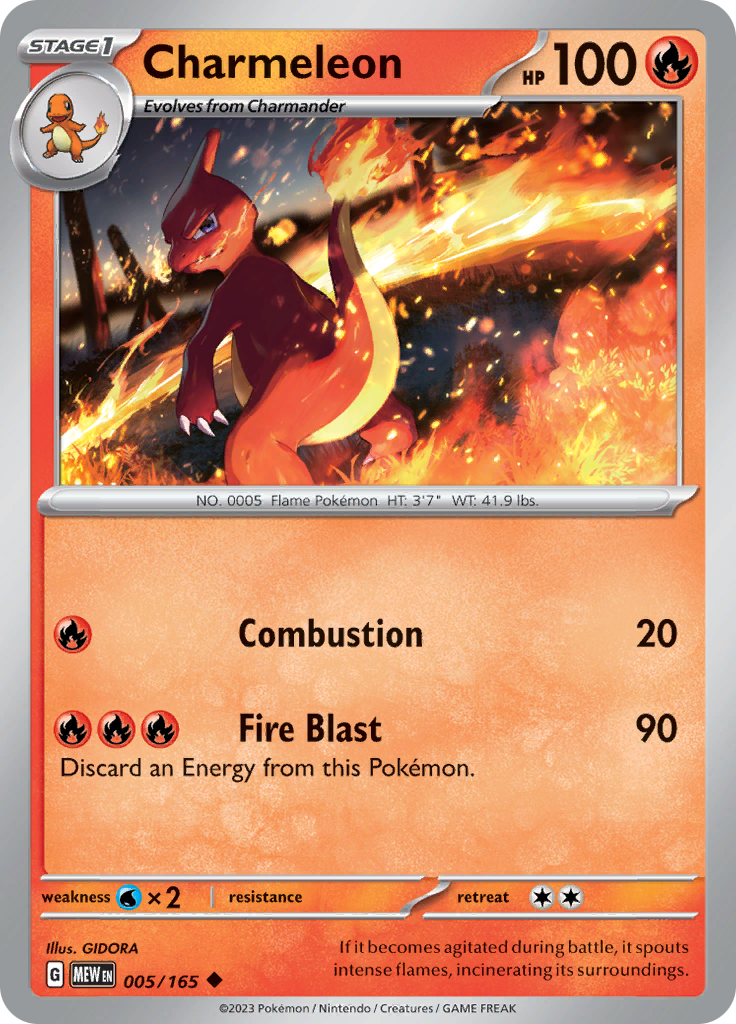 STAGE1
Charmeleon
HP 100
Evolves from Charmander
NO. 0005 Flame Pokémon HT: 3'7" WT: 41.9 lbs.
Combustion 20
Fire Blast 90
Discard an Energy from this Pokémon.
weakness ×2 resistance retreat
Illus. GIDORA
If it becomes agitated during battle, it spouts
intense flames, incinerating its surroundings.
G MEW EN 005/165
©2023 Pokémon / Nintendo / Creatures / GAME FREAK